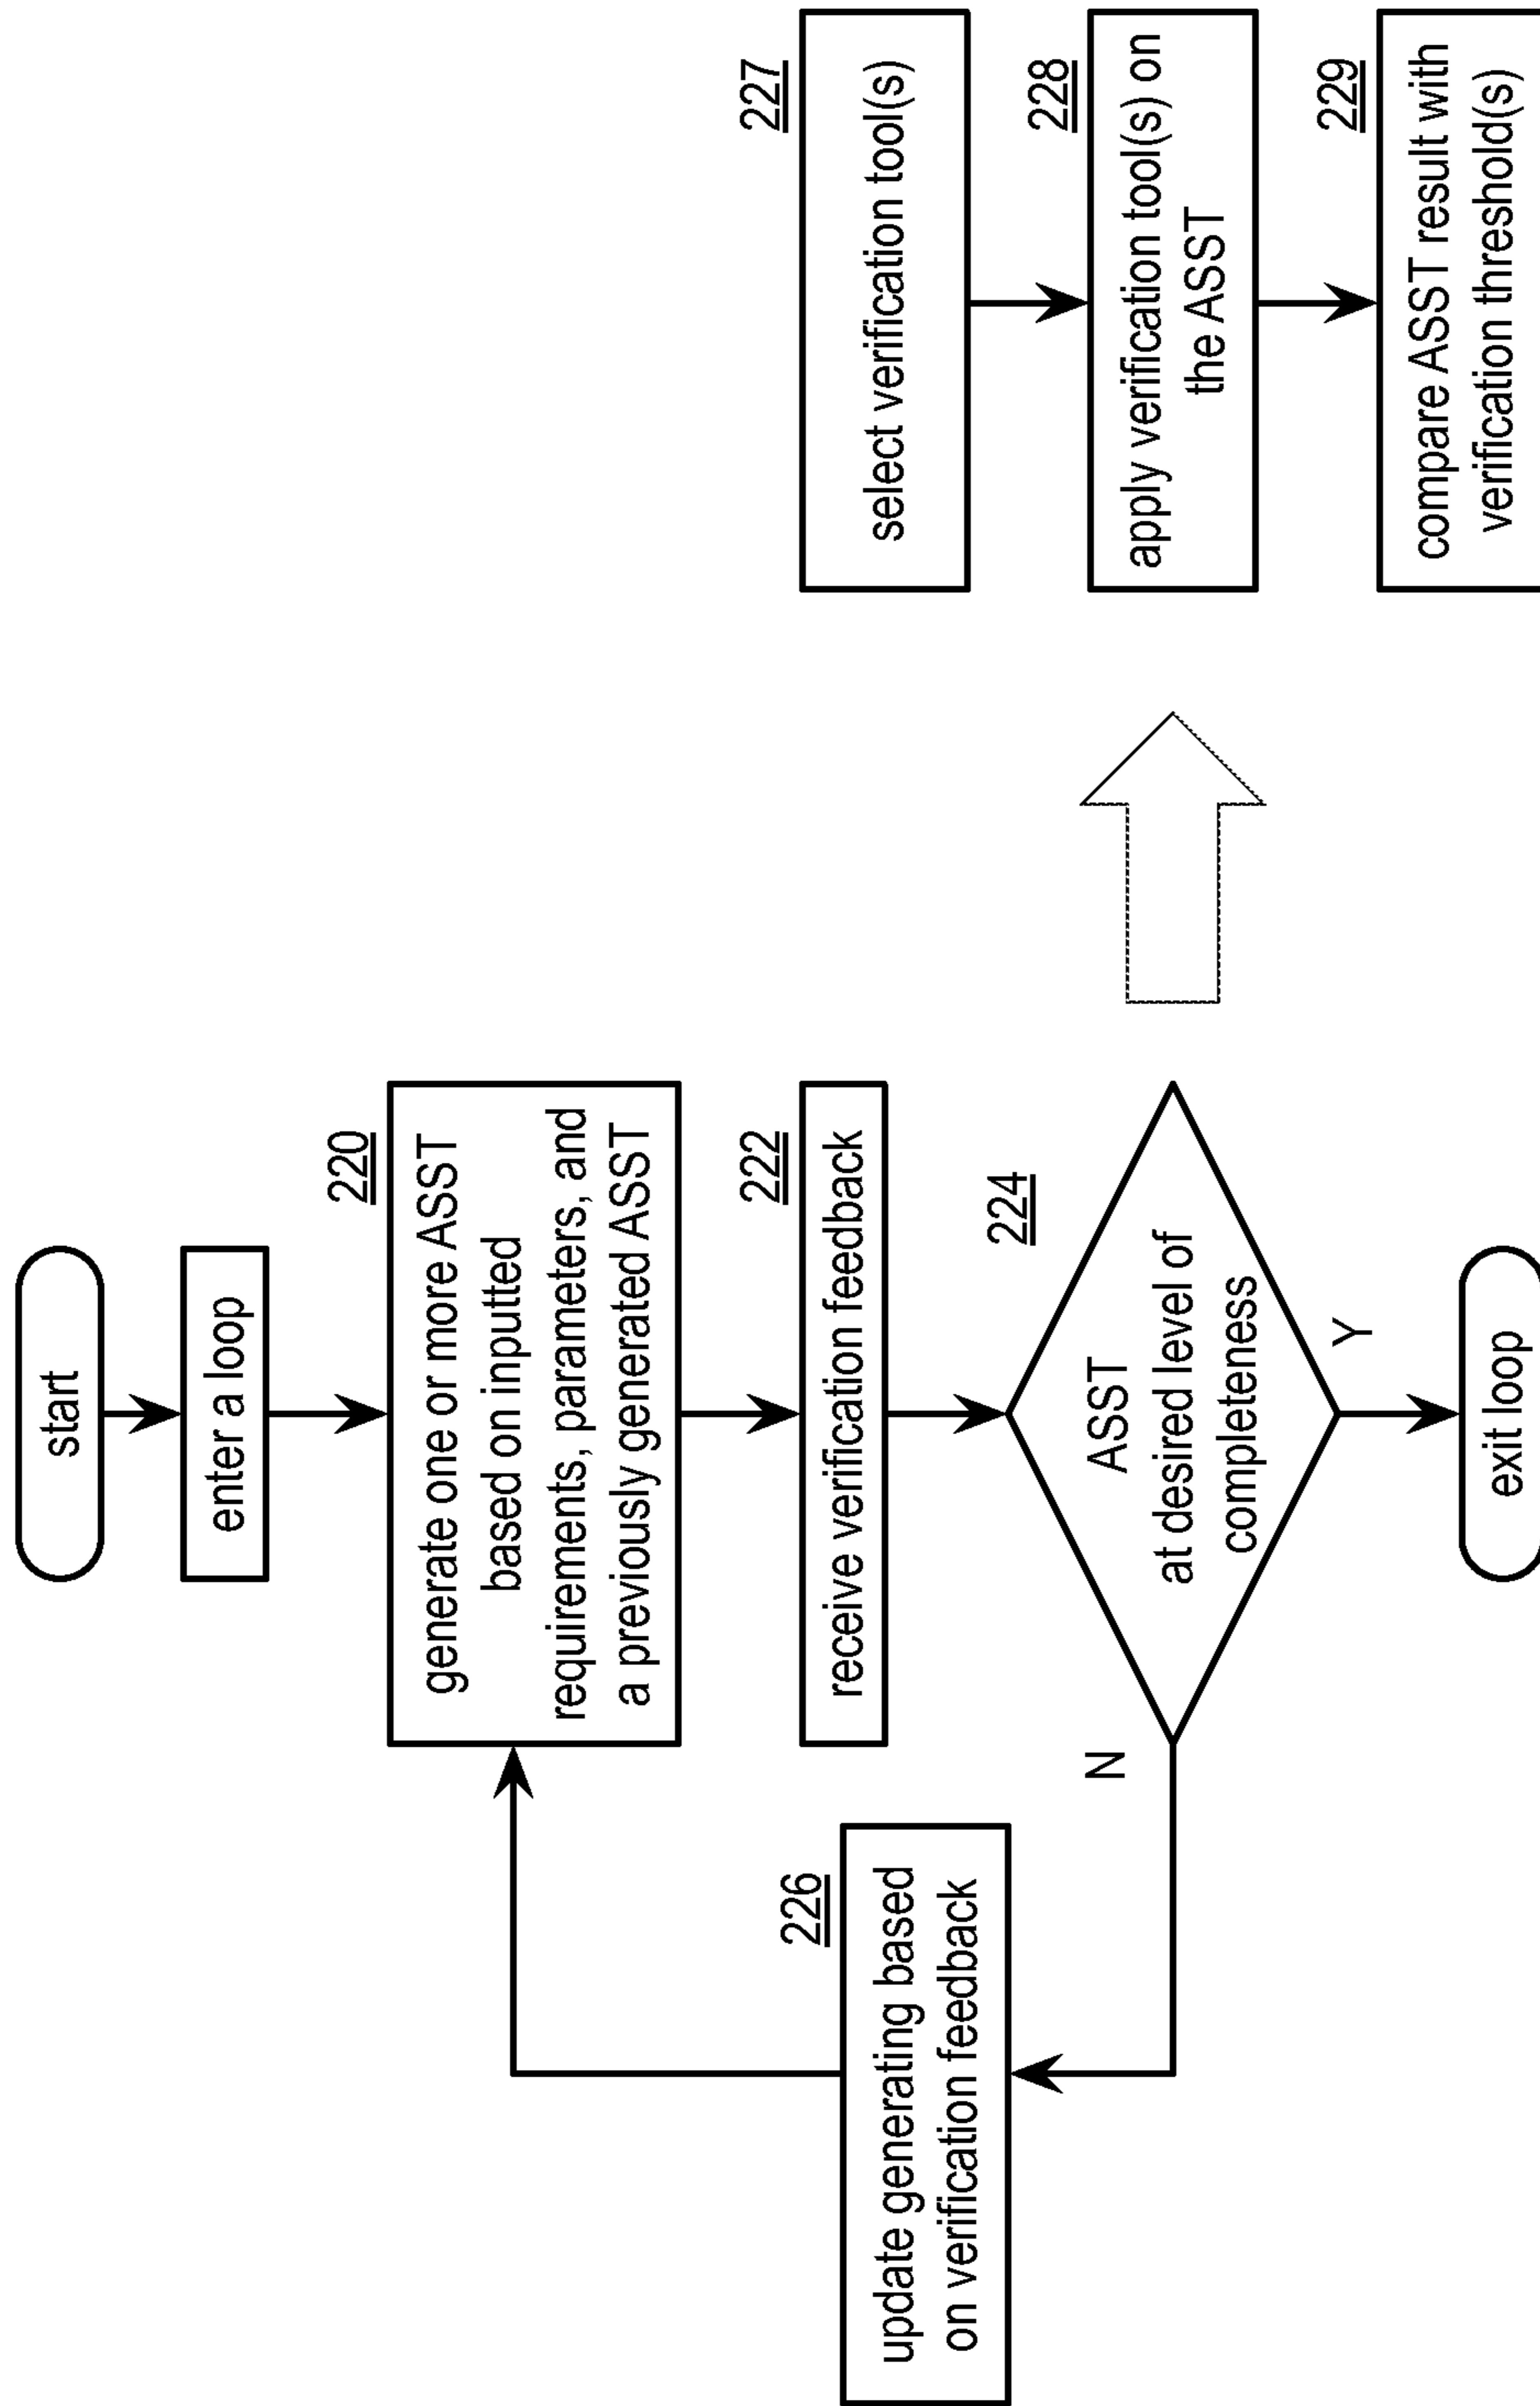 start
enter a loop
220
generate one or more ASST
based on inputted
requirements, parameters, and
a previously generated ASST
222
receive verification feedback
224
ASST
at desired level of
completeness
N
Y
226
update generating based
on verification feedback
exit loop
227
select verification tool(s)
228
apply verification tool(s) on
the ASST
229
compare ASST result with
verification threshold(s)